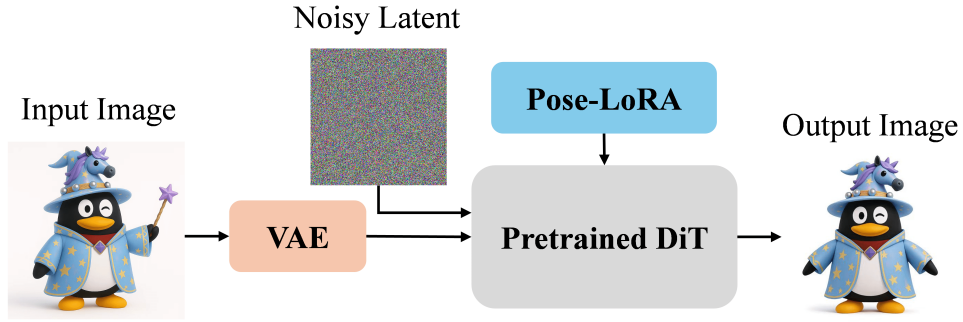 Noisy Latent
Input Image
Pose-LoRA
Output Image
VAE
Pretrained DiT